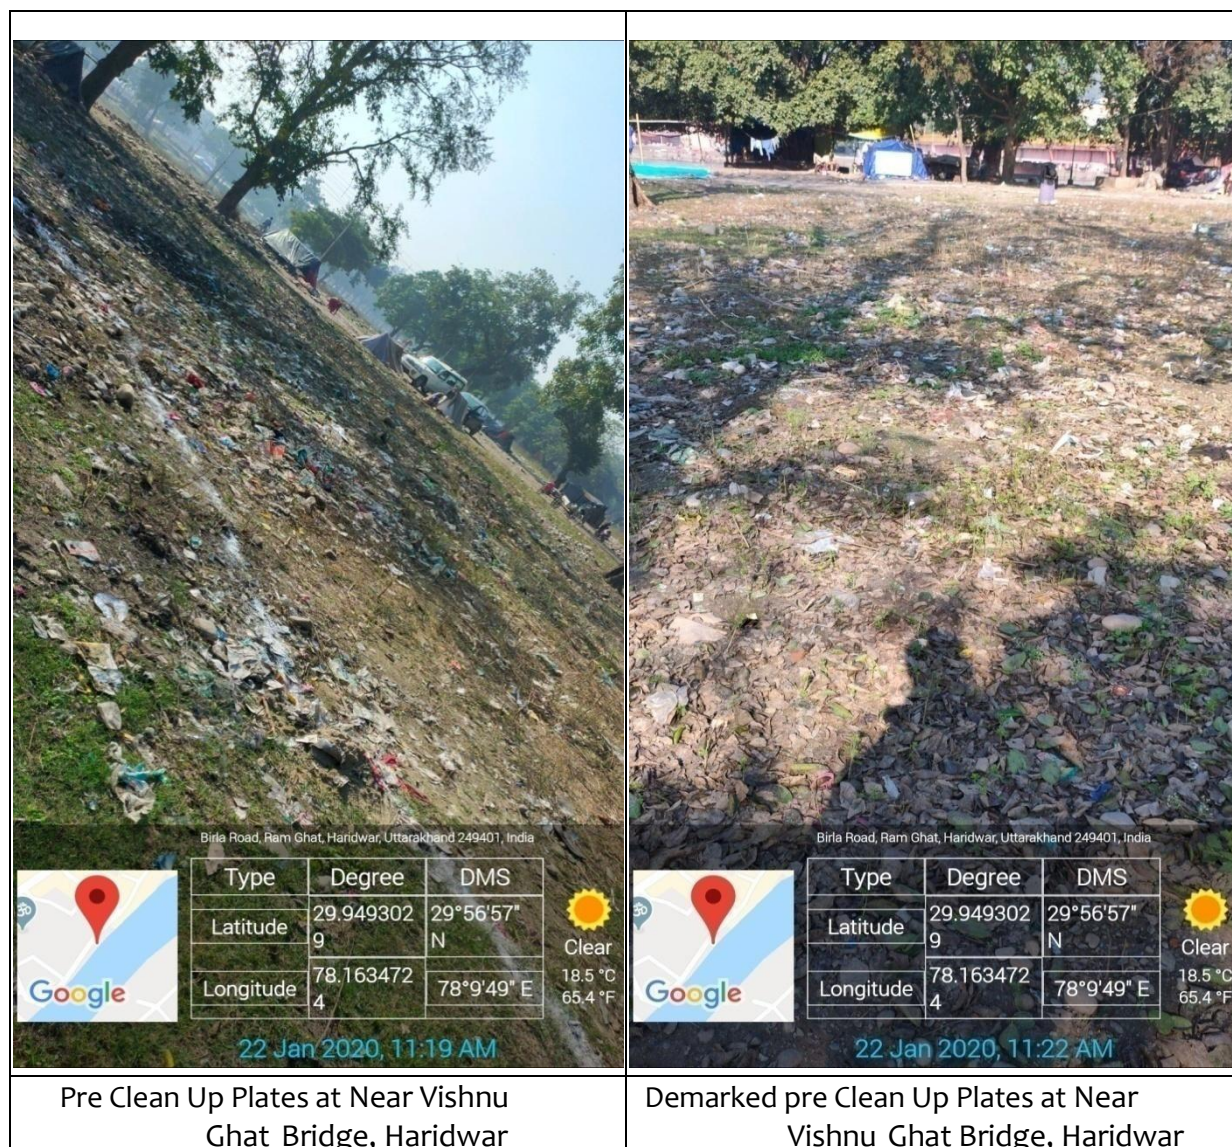 Birla Road, Ram Ghat, Haridwar, Uttarakhand 249401, India
Type Degree DMS
Latitude 29.949302
9 29°56'57"
N
Longitude 78.163472
4 78°9'49" E
Google
Clear
18.5 °C
65.4 °F
22 Jan 2020, 11:19 AM
Pre Clean Up Plates at Near Vishnu
Ghat Bridge, Haridwar
Birla Road, Ram Ghat, Haridwar, Uttarakhand 249401, India
Type Degree DMS
Latitude 29.949302
9 29°56'57"
N
Longitude 78.163472
4 78°9'49" E
Google
Clear
18.5 °C
65.4 °F
22 Jan 2020, 11:22 AM
Demarked pre Clean Up Plates at Near
Vishnu Ghat Bridge, Haridwar